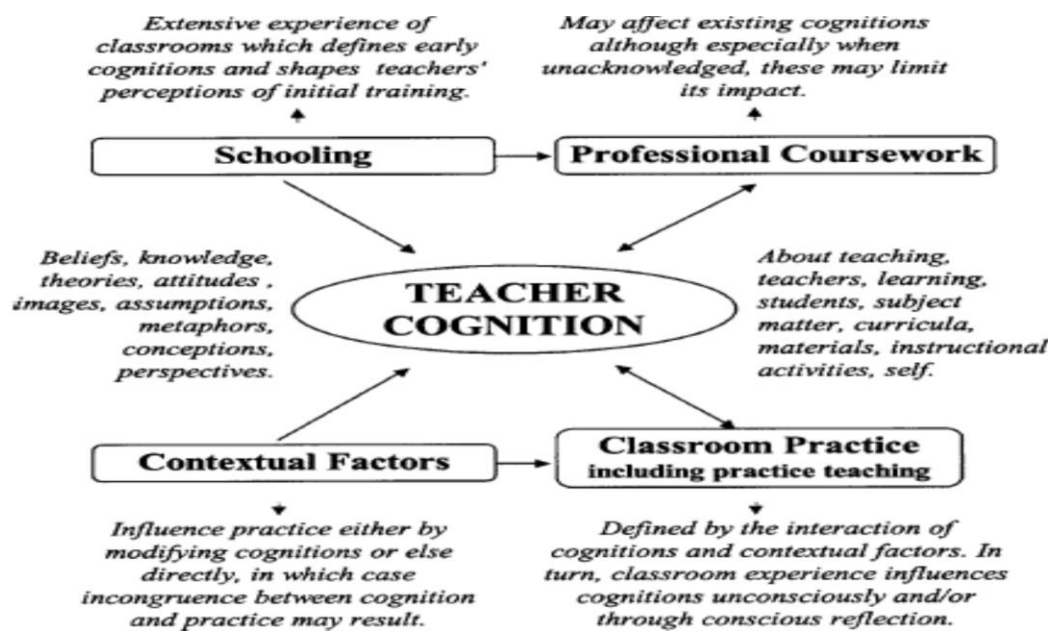 Extensive experience of
classrooms which defines early
cognitions and shapes teachers'
perceptions of initial training.
May affect existing cognitions
although especially when
unacknowledged, these may limit
its impact.
Schooling
Professional Coursework
Beliefs, knowledge,
theories, attitudes ,
images, assumptions,
metaphors,
conceptions,
perspectives.
TEACHER
COGNITION
About teaching,
teachers, learning,
students, subject
matter, curricula,
materials, instructional
activities, self.
Contextual Factors
Classroom Practice
including practice teaching
Influence practice either by
modifying cognitions or else
directly, in which case
incongruence between cognition
and practice may result.
Defined by the interaction of
cognitions and contextual factors. In
turn, classroom experience influences
cognitions unconsciously and/or
through conscious reflection.